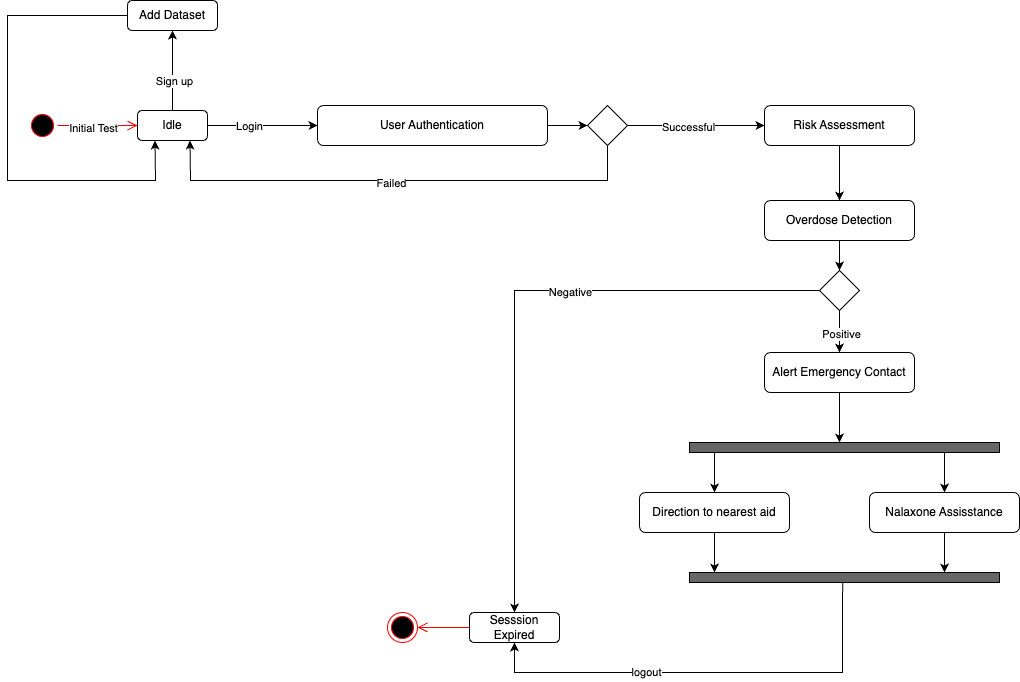 Add Dataset
Sign up
Initial Test
Idle
Login
User Authentication
Successful
Risk Assessment
Failed
Overdose Detection
Negative
Positive
Alert Emergency Contact
Direction to nearest aid
Nalaxone Assisstance
Sesssion
Expired
logout